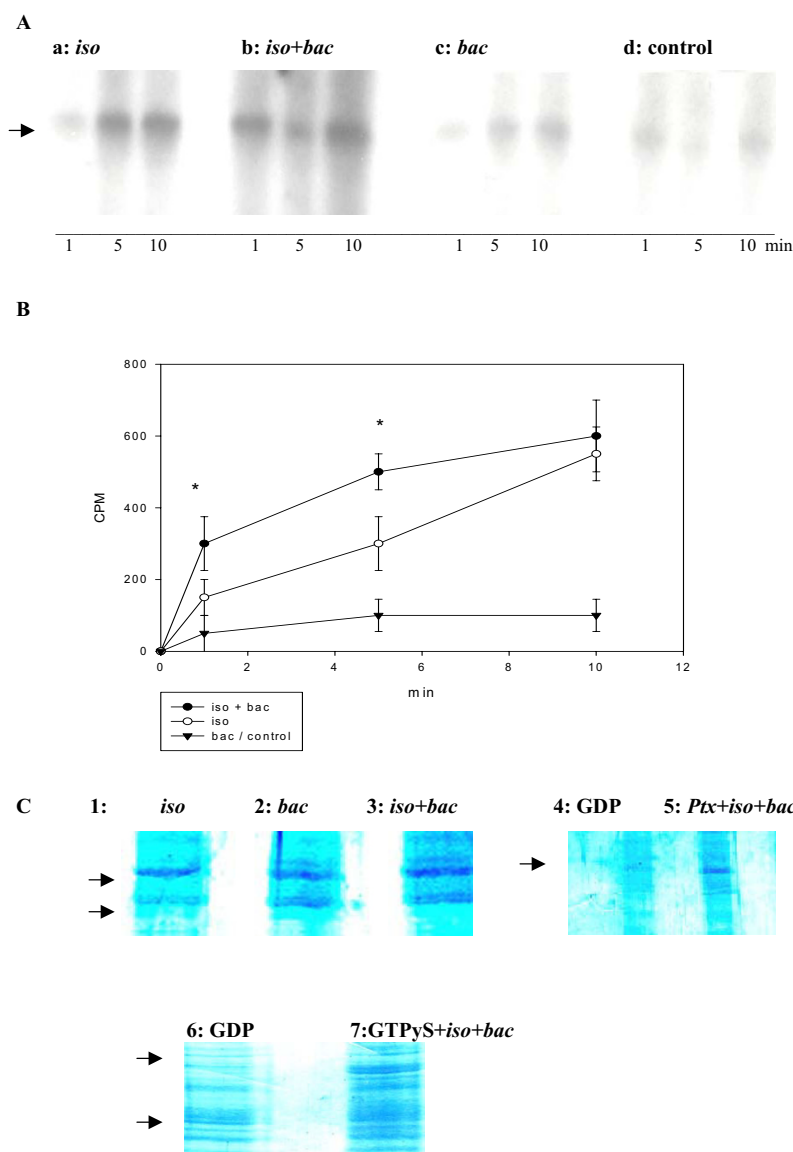 A
a: iso b: iso+bac c: bac d: control
1 5 10 1 5 10 1 5 10 1 5 10 min
B
800
600
400
200
0
CPM
0 2 4 6 8 10 12
min
*
*
iso + bac
iso
bac / control
C 1: iso 2: bac 3: iso+bac 4: GDP 5: Ptx+iso+bac
6: GDP 7:GTPyS+iso+bac